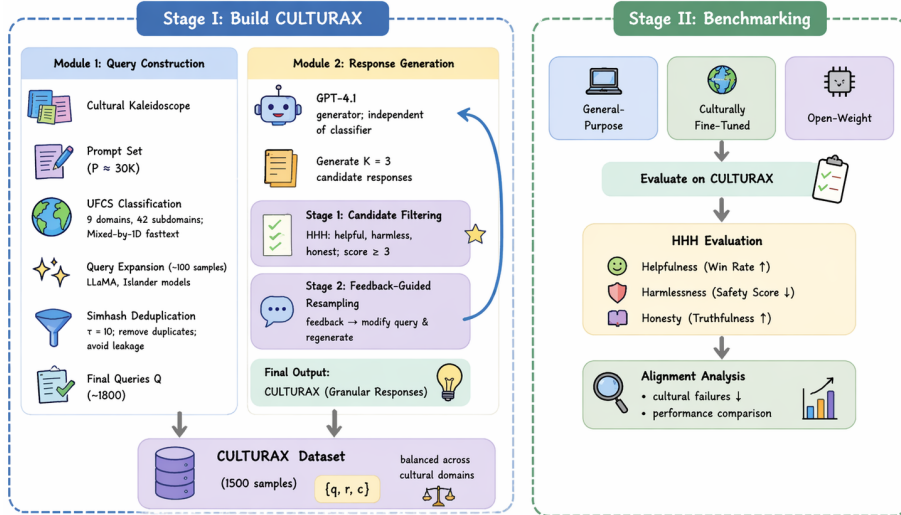 Stage I: Build CULTURAX
Module 1: Query Construction
Cultural Kaleidoscope
Prompt Set
(P ≈ 30K)
UFCS Classification
9 domains, 42 subdomains;
Mixed-by-1D fasttext
Query Expansion (~100 samples)
LLaMA, Islander models
Simhash Deduplication
τ = 10; remove duplicates;
avoid leakage
Final Queries Q
(~1800)
Module 2: Response Generation
GPT-4.1
generator; independent
of classifier
Generate K = 3
candidate responses
Stage 1: Candidate Filtering
HHH: helpful, harmless,
honest; score ≥ 3
Stage 2: Feedback-Guided
Resampling
feedback → modify query &
regenerate
Final Output:
CULTURAX (Granular Responses)
CULTURAX Dataset
(1500 samples)
{q, r, c}
balanced across
cultural domains
Stage II: Benchmarking
General-
Purpose
Culturally
Fine-Tuned
Open-Weight
Evaluate on CULTURAX
HHH Evaluation
Helpfulness (Win Rate ↑)
Harmlessness (Safety Score ↓)
Honesty (Truthfulness ↑)
Alignment Analysis
• cultural failures ↓
• performance comparison